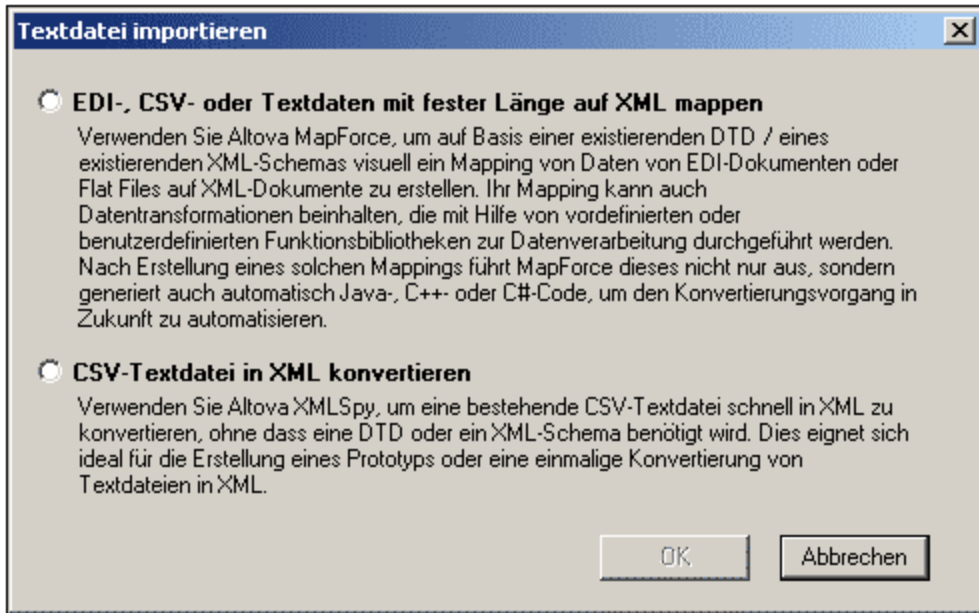 Textdatei importieren
EDI-, CSV- oder Textdaten mit fester Länge auf XML mappen
Verwenden Sie Altova MapForce, um auf Basis einer existierenden DTD / eines
existierenden XML-Schemas visuell ein Mapping von Daten von EDI-Dokumenten oder
Flat Files auf XML-Dokumente zu erstellen. Ihr Mapping kann auch
Datentransformationen beinhalten, die mit Hilfe von vordefinierten oder
benutzerdefinierten Funktionsbibliotheken zur Datenverarbeitung durchgeführt werden.
Nach Erstellung eines solchen Mappings führt MapForce dieses nicht nur aus, sondern
generiert auch automatisch Java-, C++- oder C#-Code, um den Konvertierungsvorgang in
Zukunft zu automatisieren.
CSV-Textdatei in XML konvertieren
Verwenden Sie Altova XMLSpy, um eine bestehende CSV-Textdatei schnell in XML zu
konvertieren, ohne dass eine DTD oder ein XML-Schema benötigt wird. Dies eignet sich
ideal für die Erstellung eines Prototyps oder eine einmalige Konvertierung von
Textdateien in XML.
OK
Abbrechen